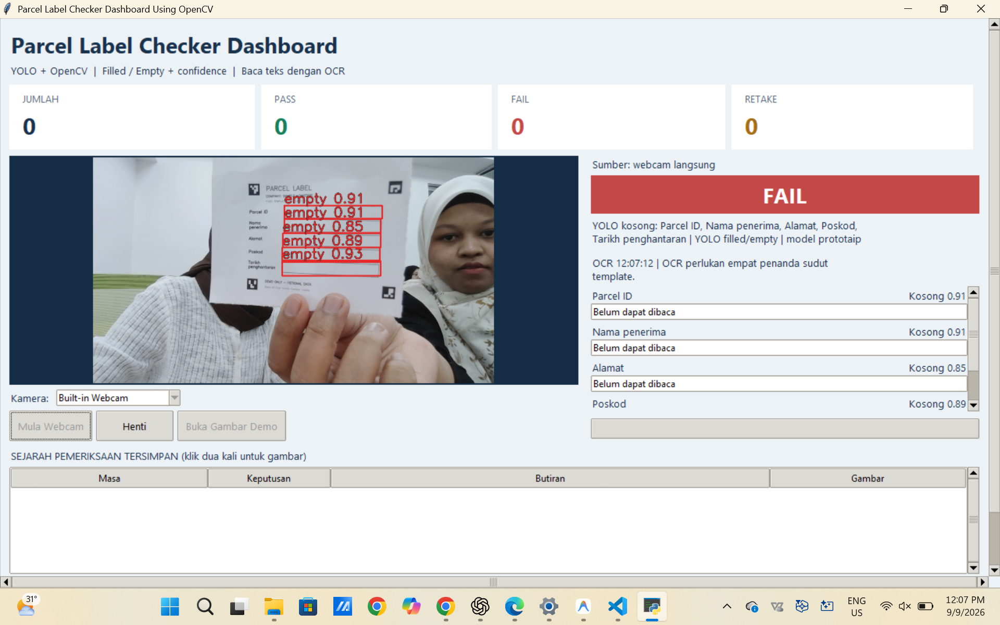 Parcel Label Checker Dashboard Using OpenCV
Parcel Label Checker Dashboard
YOLO + OpenCV | Filled / Empty + confidence | Baca teks dengan OCR
JUMLAH
0
PASS
0
FAIL
0
RETAKE
0
PARCEL LABEL
empty 0.91
Parcel ID
empty 0.91
Nama penerima
empty 0.85
Alamat
empty 0.89
Poskod
empty 0.93
Tarikh penghantaran
DEMO ONLY - FICTIONAL DATA
Sumber: webcam langsung
FAIL
YOLO kosong: Parcel ID, Nama penerima, Alamat, Poskod,
Tarikh penghantaran | YOLO filled/empty | model prototaip
OCR 12:07:12 | OCR perlukan empat penanda sudut
template.
Parcel ID Kosong 0.91
Belum dapat dibaca
Nama penerima Kosong 0.91
Belum dapat dibaca
Alamat Kosong 0.85
Belum dapat dibaca
Poskod Kosong 0.89
Kamera: Built-in Webcam
Mula Webcam Henti Buka Gambar Demo
SEJARAH PEMERIKSAAN TERSIMPAN (klik dua kali untuk gambar)
Masa Keputusan Butiran Gambar
31°
ENG
US
12:07 PM
9/9/2026